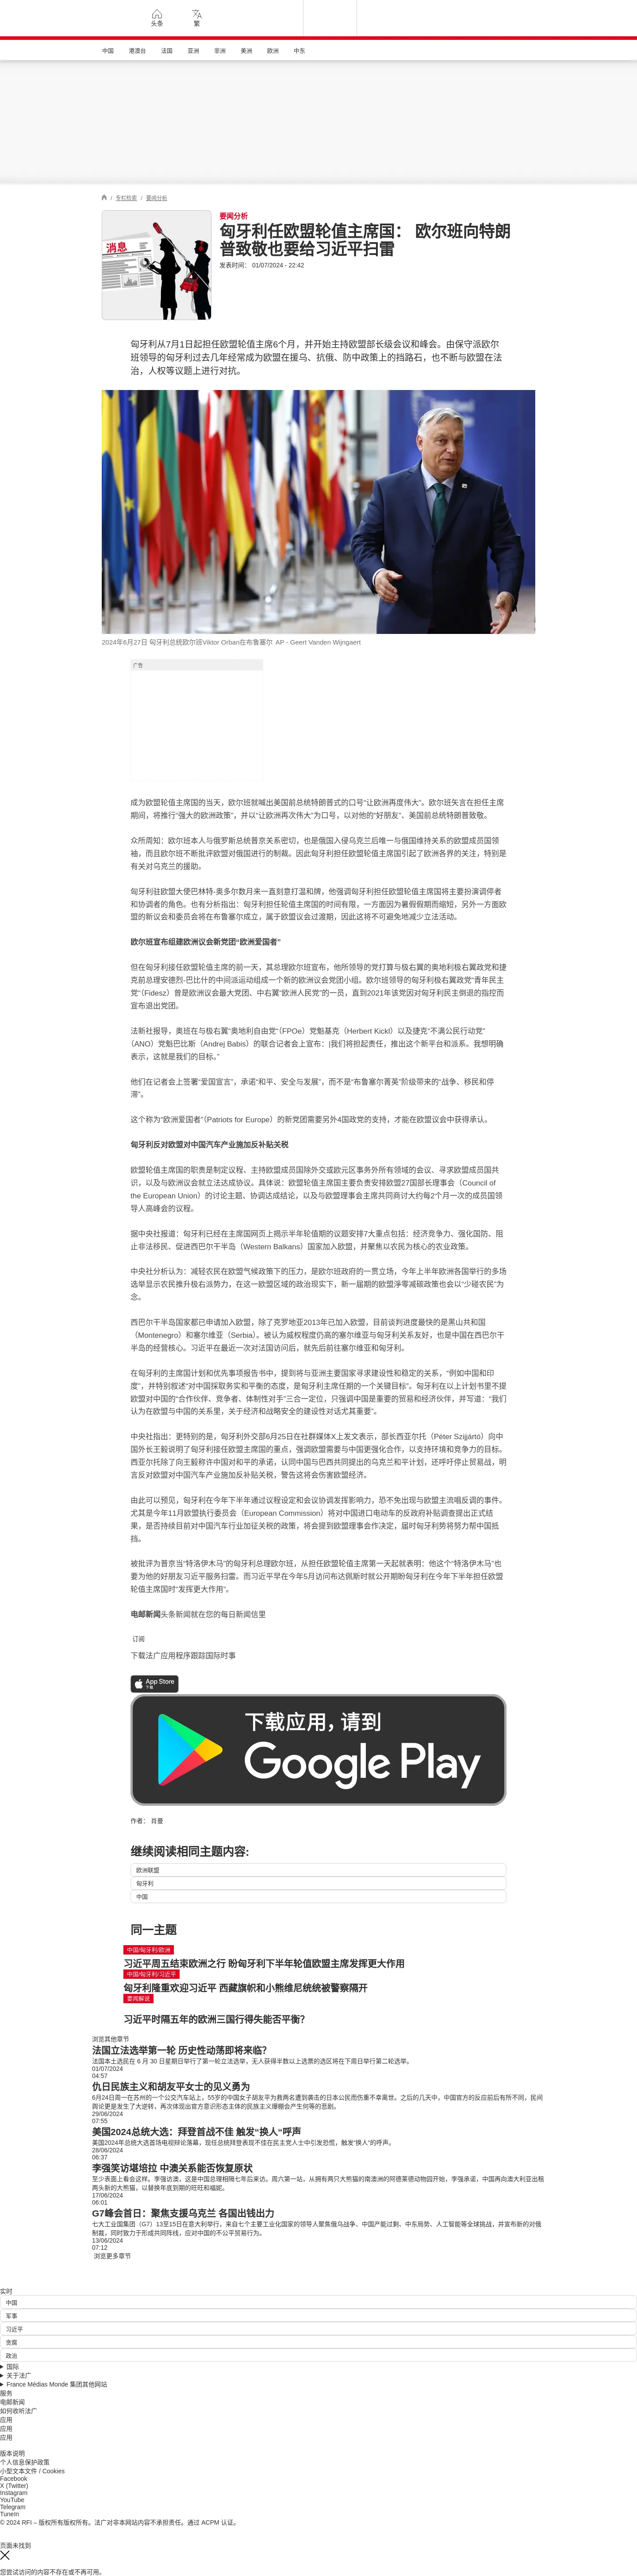 头条
繁
中国 港澳台 法国 亚洲 非洲 美洲 欧洲 中东
/ 专栏检索 / 要闻分析
消息
要闻分析
匈牙利任欧盟轮值主席国： 欧尔班向特朗
普致敬也要给习近平扫雷
发表时间： 01/07/2024 - 22:42
匈牙利从7月1日起担任欧盟轮值主席6个月，并开始主持欧盟部长级会议和峰会。由保守派欧尔
班领导的匈牙利过去几年经常成为欧盟在援乌、抗俄、防中政策上的挡路石，也不断与欧盟在法
治，人权等议题上进行对抗。
2024年6月27日 匈牙利总统欧尔班Viktor Orban在布鲁塞尔 AP - Geert Vanden Wijngaert
广告
成为欧盟轮值主席国的当天，欧尔班就喊出美国前总统特朗普式的口号“让欧洲再度伟大”。欧尔班矢言在担任主席
期间，将推行“强大的欧洲政策”，并以“让欧洲再次伟大”为口号，以对他的“好朋友”、美国前总统特朗普致敬。
众所周知：欧尔班本人与俄罗斯总统普京关系密切，也是俄国入侵乌克兰后唯一与俄国维持关系的欧盟成员国领
袖，而且欧尔班不断批评欧盟对俄国进行的制裁。因此匈牙利担任欧盟轮值主席国引起了欧洲各界的关注，特别是
有关对乌克兰的援助。
匈牙利驻欧盟大使巴林特-奥多尔数月来一直刻意打温和牌，他强调匈牙利担任欧盟轮值主席国将主要扮演调停者
和协调者的角色。也有分析指出：匈牙利担任轮值主席国的时间有限，一方面因为暑假假期而缩短，另外一方面欧
盟的新议会和委员会将在布鲁塞尔成立，属于欧盟议会过渡期，因此这将不可避免地减少立法活动。
欧尔班宣布组建欧洲议会新党团“欧洲爱国者”
但在匈牙利接任欧盟轮值主席的前一天，其总理欧尔班宣布，他所领导的党打算与极右翼的奥地利极右翼政党和捷
克前总理安德烈-巴比什的中间派运动组成一个新的欧洲议会党团小组。欧尔班领导的匈牙利极右翼政党“青年民主
党“（Fidesz）曾是欧洲议会最大党团、中右翼“欧洲人民党”的一员，直到2021年该党因对匈牙利民主倒退的指控而
宣布退出党团。
法新社报导，奥班在与极右翼“奥地利自由党“（FPOe）党魁基克（Herbert Kickl）以及捷克“不满公民行动党”
（ANO）党魁巴比斯（Andrej Babis）的联合记者会上宣布：|我们将担起责任，推出这个新平台和派系。我想明确
表示，这就是我们的目标。”
他们在记者会上签署“爱国宣言”，承诺“和平、安全与发展”，而不是“布鲁塞尔菁英”阶级带来的“战争、移民和停
滞”。
这个称为“欧洲爱国者”（Patriots for Europe）的新党团需要另外4国政党的支持，才能在欧盟议会中获得承认。
匈牙利反对欧盟对中国汽车产业施加反补贴关税
欧盟轮值主席国的职责是制定议程、主持欧盟成员国除外交或欧元区事务外所有领域的会议、寻求欧盟成员国共
识，以及与欧洲议会就立法达成协议。具体说：欧盟轮值主席国主要负责安排欧盟27国部长理事会（Council of
the European Union）的讨论主题、协调达成结论，以及与欧盟理事会主席共同商讨大约每2个月一次的成员国领
导人高峰会的议程。
据中央社报道：匈牙利已经在主席国网页上揭示半年轮值期的议题安排7大重点包括：经济竞争力、强化国防、阻
止非法移民、促进西巴尔干半岛（Western Balkans）国家加入欧盟，并聚焦以农民为核心的农业政策。
中央社分析认为：减轻农民在欧盟气候政策下的压力，是欧尔班政府的一贯立场，今年上半年欧洲各国举行的多场
选举显示农民推升极右派势力，在这一欧盟区域的政治现实下，新一届期的欧盟淨零减碳政策也会以“少碰农民”为
念。
西巴尔干半岛国家都已申请加入欧盟，除了克罗地亚2013年已加入欧盟，目前谈判进度最快的是黑山共和国
（Montenegro）和塞尔维亚（Serbia）。被认为威权程度仍高的塞尔维亚与匈牙利关系友好，也是中国在西巴尔干
半岛的经营核心。习近平在最近一次对法国访问后，就先后前往塞尔维亚和匈牙利。
在匈牙利的主席国计划和优先事项报告书中，提到将与亚洲主要国家寻求建设性和稳定的关系，“例如中国和印
度”，并特别叙述“对中国採取务实和平衡的态度，是匈牙利主席任期的一个关键目标”。匈牙利在以上计划书里不提
欧盟对中国的“合作伙伴、竞争者、体制性对手”三合一定位，只强调中国是重要的贸易和经济伙伴，并写道：“我们
认为在欧盟与中国的关系里，关于经济和战略安全的建设性对话尤其重要”。
中央社指出：更特别的是，匈牙利外交部6月25日在社群媒体X上发文表示，部长西亚尔托（Péter Szijjártó）向中
国外长王毅说明了匈牙利接任欧盟主席国的重点，强调欧盟需要与中国更强化合作，以支持环境和竞争力的目标。
西亚尔托除了向王毅称许中国对和平的承诺，认同中国与巴西共同提出的乌克兰和平计划，还呼吁停止贸易战，明
言反对欧盟对中国汽车产业施加反补贴关税，警告这将会伤害欧盟经济。
由此可以预见，匈牙利在今年下半年通过议程设定和会议协调发挥影响力，恐不免出现与欧盟主流唱反调的事件。
尤其是今年11月欧盟执行委员会（European Commission）将对中国进口电动车的反政府补贴调查提出正式结
果，是否持续目前对中国汽车行业加征关税的政策，将会提到欧盟理事会作决定，届时匈牙利势将努力帮中国抵
挡。
被批评为普京当“特洛伊木马”的匈牙利总理欧尔班，从担任欧盟轮值主席第一天起就表明：他这个“特洛伊木马”也
要为他的好朋友习近平服务扫雷。而习近平早在今年5月访问布达佩斯时就公开期盼匈牙利在今年下半年担任欧盟
轮值主席国时“发挥更大作用”。
电邮新闻头条新闻就在您的每日新闻信里
订阅
下载法广应用程序跟踪国际时事
App Store
下载
下载应用，请到
Google Play
作者： 肖曼
继续阅读相同主题内容:
欧洲联盟
匈牙利
中国
同一主题
中国/匈牙利/欧洲
习近平周五结束欧洲之行 盼匈牙利下半年轮值欧盟主席发挥更大作用
中国/匈牙利/习近平
匈牙利隆重欢迎习近平 西藏旗帜和小熊维尼统统被警察隔开
要闻解说
习近平时隔五年的欧洲三国行得失能否平衡？
浏览其他章节
法国立法选举第一轮 历史性动荡即将来临？
法国本土选民在 6 月 30 日星期日举行了第一轮立法选举，无人获得半数以上选票的选区将在下周日举行第二轮选举。
01/07/2024
04:57
仇日民族主义和胡友平女士的见义勇为
6月24日周一在苏州的一个公交汽车站上，55岁的中国女子胡友平为救两名遭到袭击的日本公民而伤重不幸离世。之后的几天中，中国官方的反应前后有所不同，民间
舆论更是发生了大逆转，再次体现出官方意识形态主体的民族主义爆棚会产生何等的悲剧。
29/06/2024
07:55
美国2024总统大选：拜登首战不佳 触发“换人”呼声
美国2024年总统大选首场电视辩论落幕，现任总统拜登表现不佳在民主党人士中引发恐慌，触发“换人”的呼声。
28/06/2024
06:37
李强笑访堪培拉 中澳关系能否恢复原状
至少表面上看会这样。李强访澳，这是中国总理相隔七年后来访。周六第一站，从拥有两只大熊猫的南澳洲的阿德莱德动物园开始，李强承诺，中国再向澳大利亚出租
两头新的大熊猫，以替换年底到期的旺旺和福妮。
17/06/2024
06:01
G7峰会首日：聚焦支援乌克兰 各国出钱出力
七大工业国集团（G7）13至15日在意大利举行，来自七个主要工业化国家的领导人聚焦俄乌战争、中国产能过剩、中东局势、人工智能等全球挑战，并宣布新的对俄
制裁，同时致力于形成共同阵线，应对中国的不公平贸易行为。
13/06/2024
07:12
浏览更多章节
实时
中国
军事
习近平
贪腐
政治
国际
关于法广
France Médias Monde 集团其他网站
服务
电邮新闻
如何收听法广
应用
应用
应用
版本说明
个人信息保护政策
小型文本文件 / Cookies
Facebook
X (Twitter)
Instagram
YouTube
Telegram
TuneIn
© 2024 RFI – 版权所有版权所有。法广对非本网站内容不承担责任。通过 ACPM 认证。
页面未找到
您尝试访问的内容不存在或不再可用。